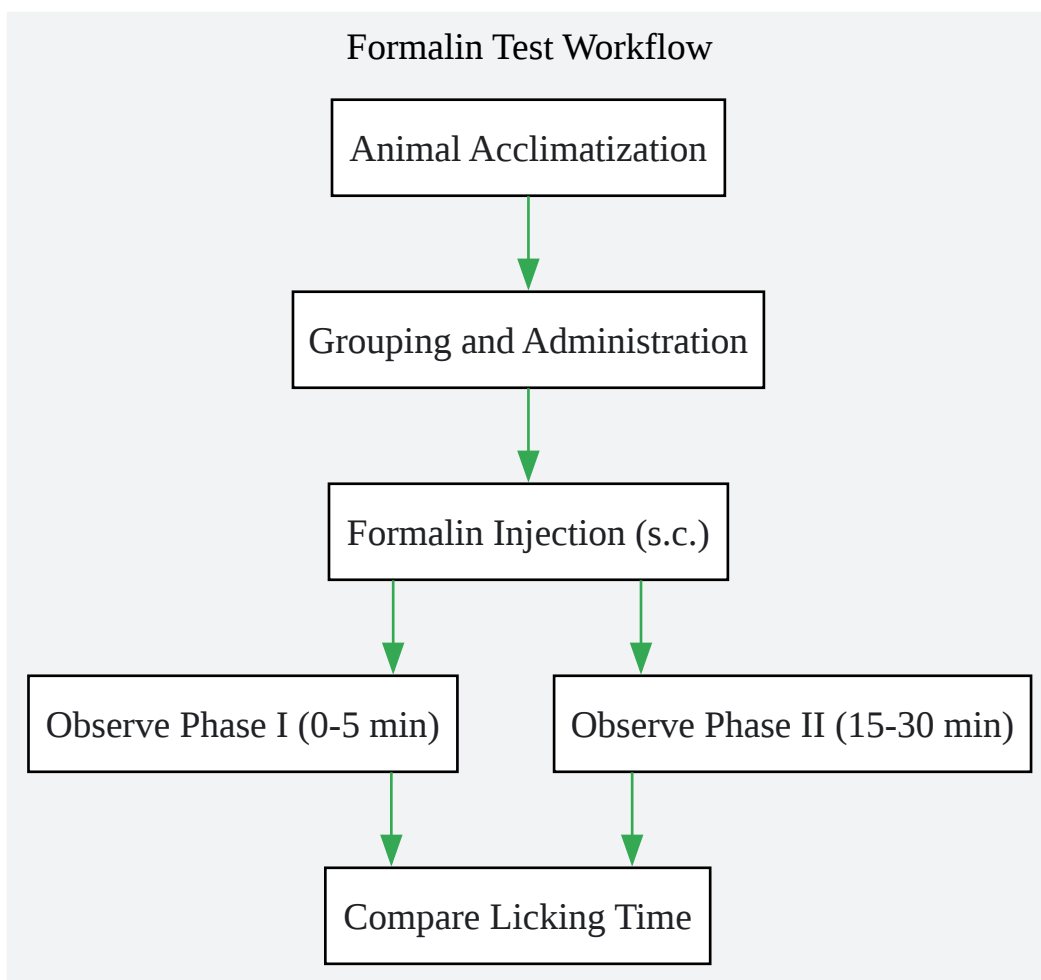 Formalin Test Workflow
Animal Acclimatization
Grouping and Administration
Formalin Injection (s.c.)
Observe Phase I (0-5 min)
Observe Phase II (15-30 min)
Compare Licking Time